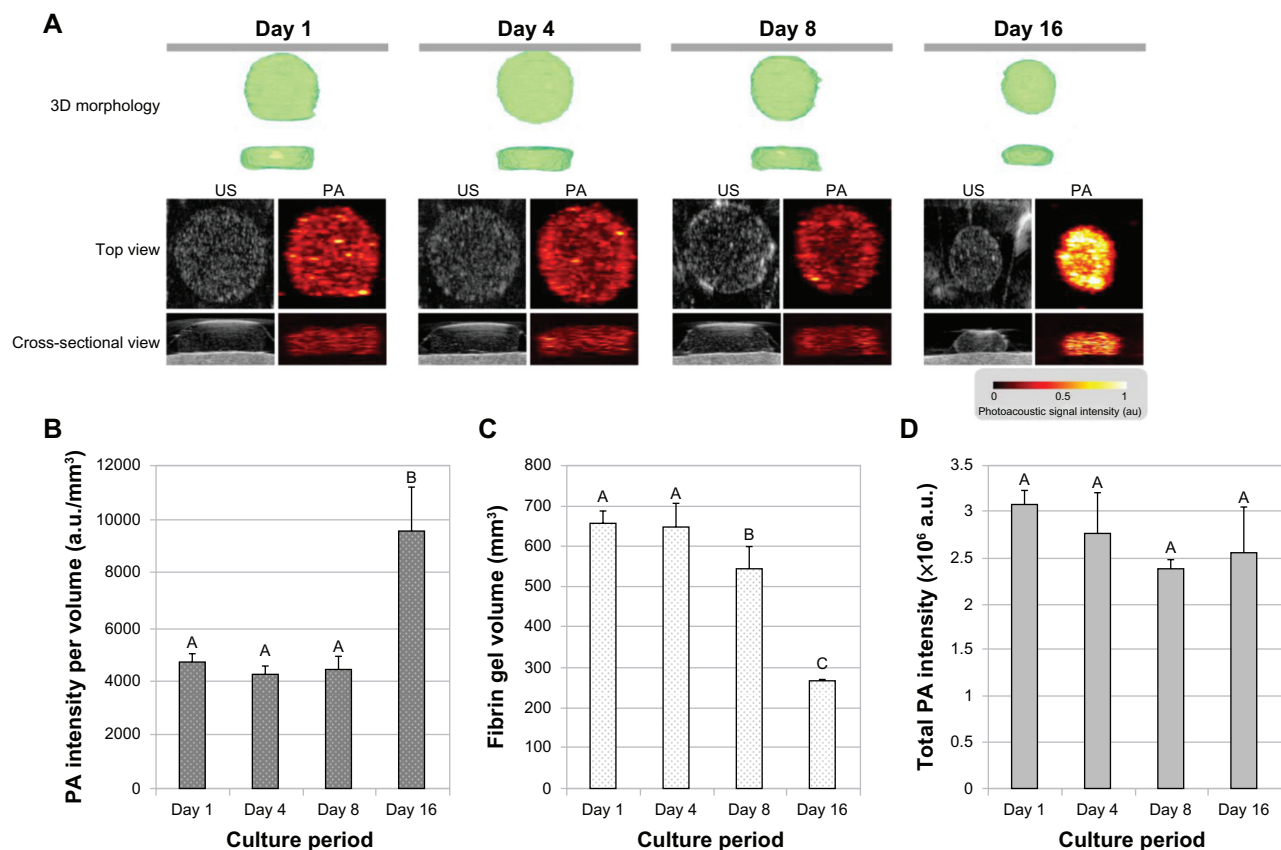 A
Day 1 Day 4 Day 8 Day 16
3D morphology
US PA US PA US PA US PA
Top view
Cross-sectional view
0 0.5 1
Photoacoustic signal intensity (au)
B
PA intensity per volume (a.u./mm³)
12000
10000
8000
6000
4000
2000
0
A A A B
Day 1 Day 4 Day 8 Day 16
Culture period
C
Fibrin gel volume (mm³)
800
700
600
500
400
300
200
100
0
A A B C
Day 1 Day 4 Day 8 Day 16
Culture period
D
Total PA intensity (×10⁶ a.u.)
3.5
3
2.5
2
1.5
1
0.5
0
A A A A
Day 1 Day 4 Day 8 Day 16
Culture period